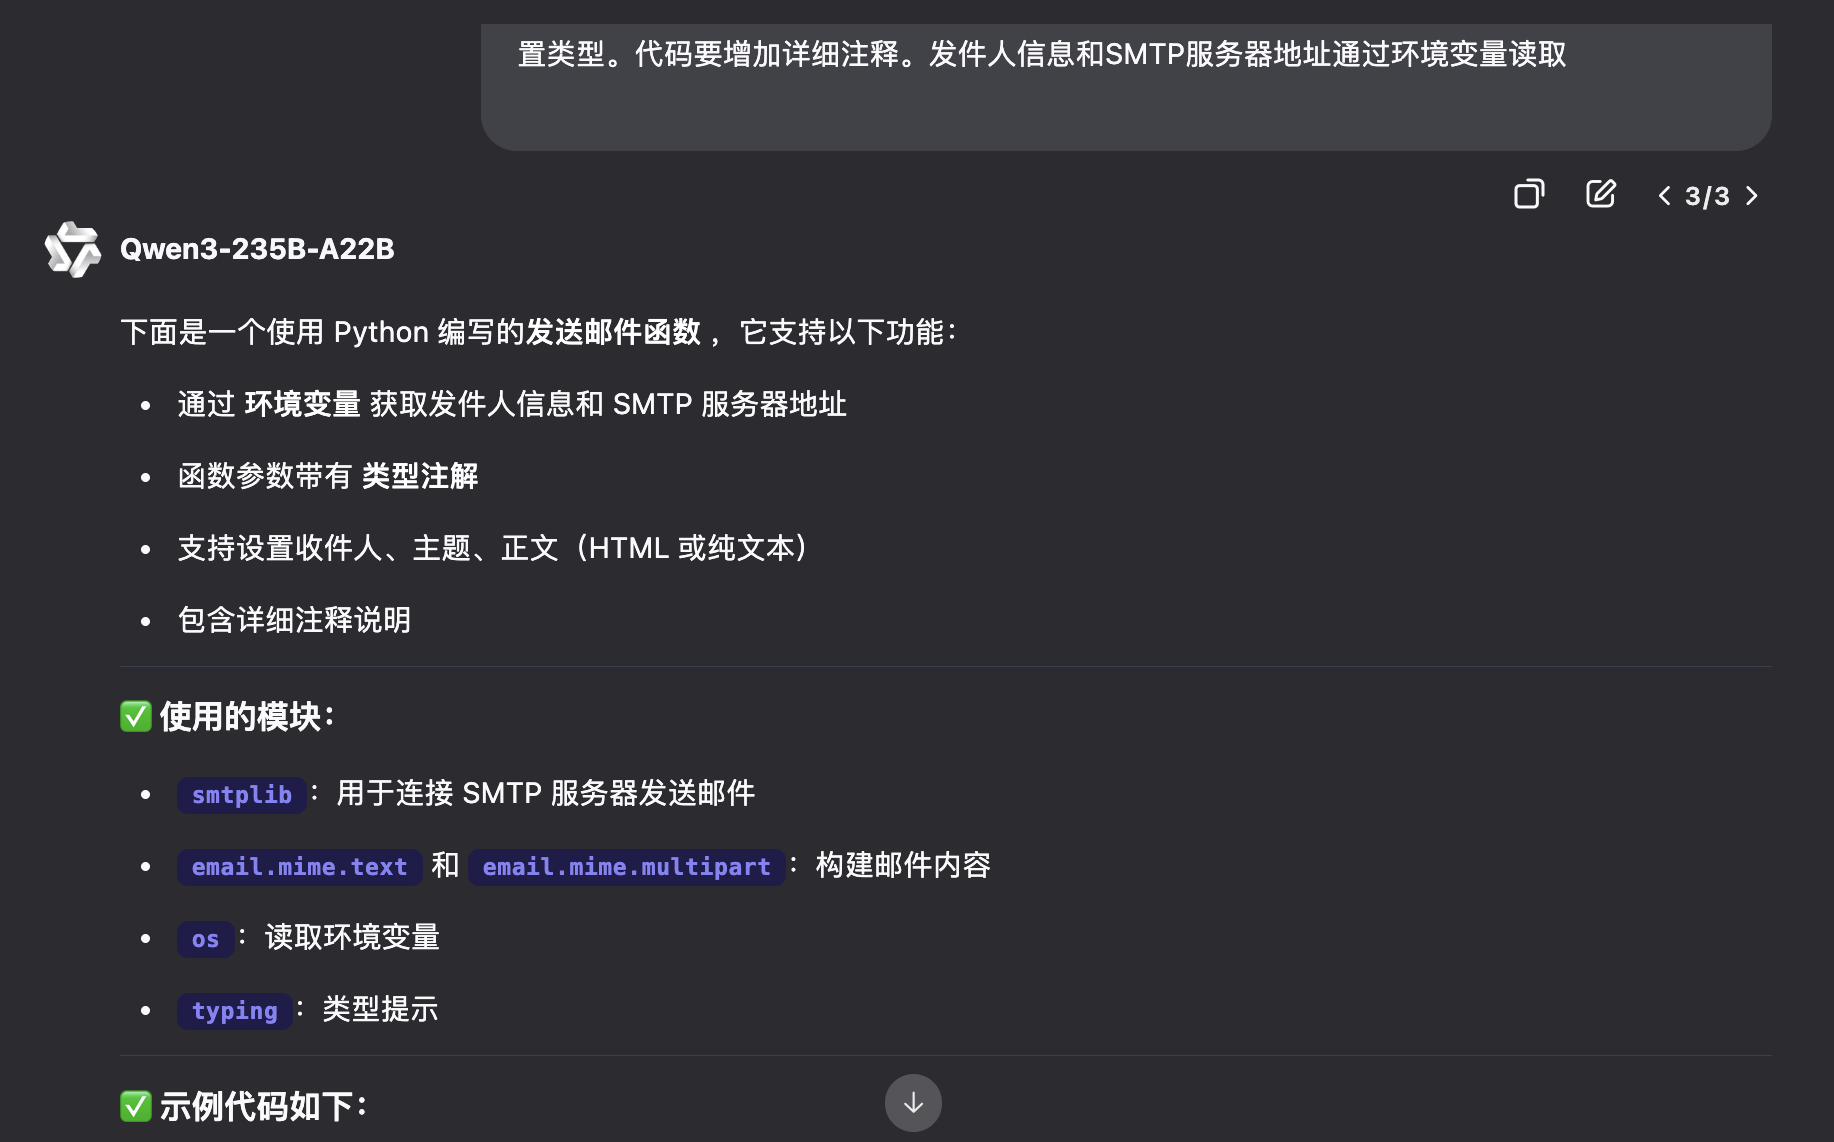 置类型。代码要增加详细注释。发件人信息和SMTP服务器地址通过环境变量读取
3/3
Qwen3-235B-A22B
下面是一个使用 Python 编写的发送邮件函数 ，它支持以下功能：
通过 环境变量 获取发件人信息和 SMTP 服务器地址
函数参数带有 类型注解
支持设置收件人、主题、正文（HTML 或纯文本）
包含详细注释说明
使用的模块：
smtplib：用于连接 SMTP 服务器发送邮件
email.mime.text 和 email.mime.multipart：构建邮件内容
os：读取环境变量
typing：类型提示
示例代码如下：